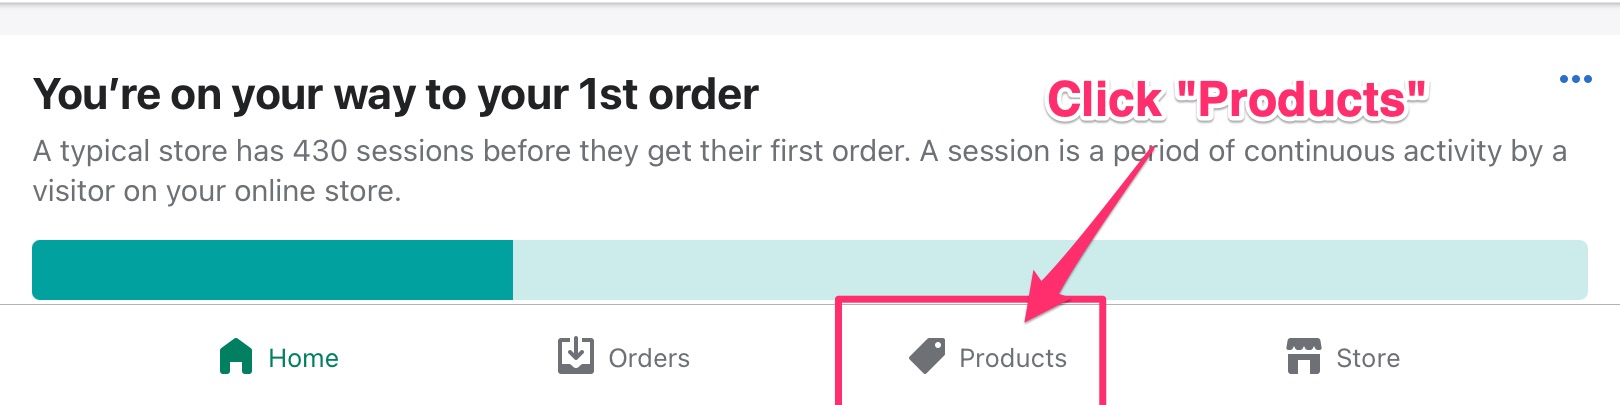 You’re on your way to your 1st order
Click "Products"
A typical store has 430 sessions before they get their first order. A session is a period of continuous activity by a
visitor on your online store.
Home
Orders
Products
Store